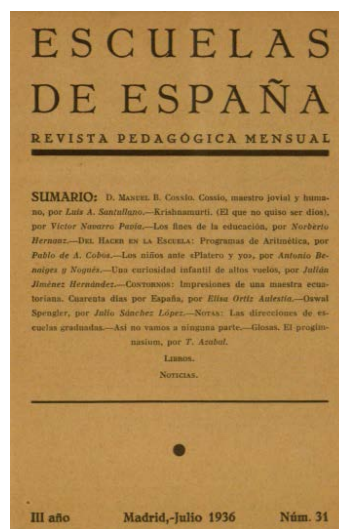 ESCUELAS
DE ESPAÑA
REVISTA PEDAGÓGICA MENSUAL
SUMARIO: D. MANUEL B. COSSIO. Cossío, maestro jovial y huma-
no, por Luis A. Santullano.—Krishnamurti. (El que no quiso ser dios),
por Víctor Navarro Pavía.—Los fines de la educación, por Norberto
Hernanz.—DEL HACER EN LA ESCUELA: Programas de Aritmética, por
Pablo de A. Cobos.—Los niños ante «Platero y yo», por Antonio Be-
naiges y Nogués.—Una curiosidad infantil de altos vuelos, por Julián
Jiménez Hernández.—CONTORNOS: Impresiones de una maestra ecua-
toriana. Cuarenta días por España, por Elisa Ortiz Aulestia.—Oswal
Spengler, por Julio Sánchez López.—NOTAS: Las direcciones de es-
cuelas graduadas.—Así no vamos a ninguna parte.—Glosas. El progim-
nasium, por T. Azabal.
LIBROS.
NOTICIAS.
III año Madrid,-Julio 1936 Núm. 31